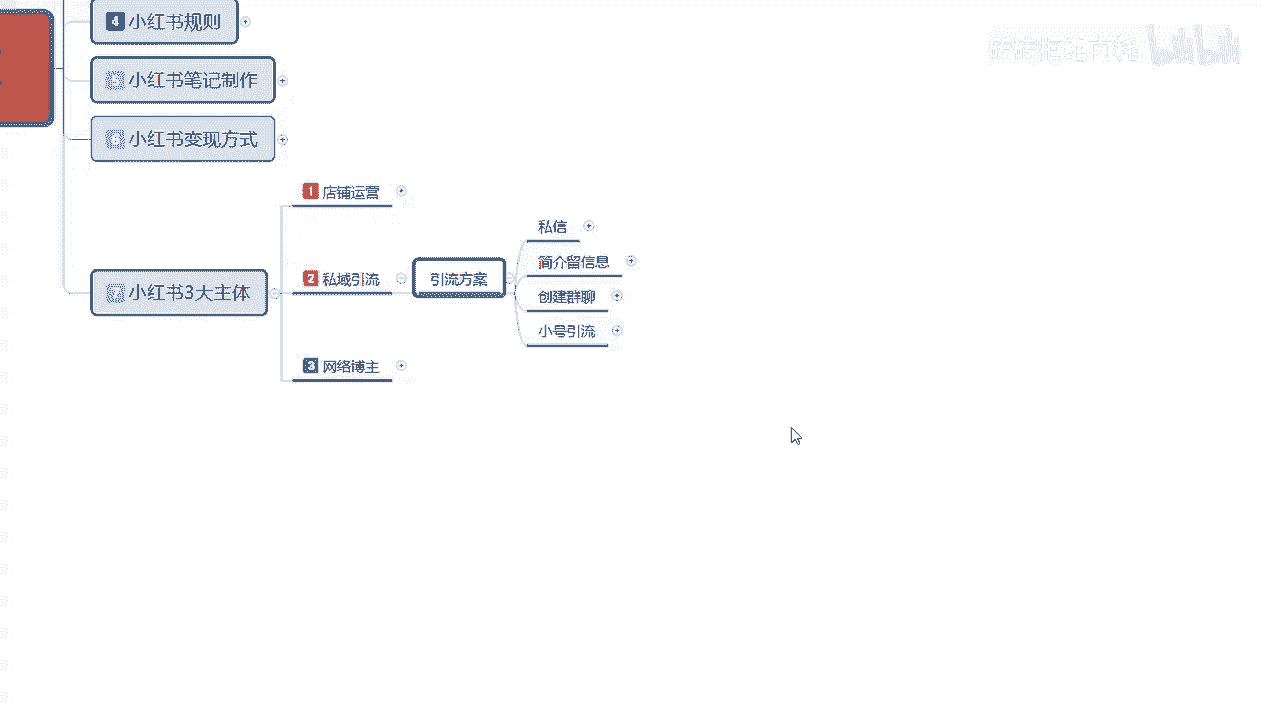 4 小红书规则
5 小红书笔记制作
6 小红书变现方式
7 小红书3大主体
1 店铺运营
2 私域引流
引流方案
私信
简介留信息
创建群聊
小号引流
3 网络博主
bilibili